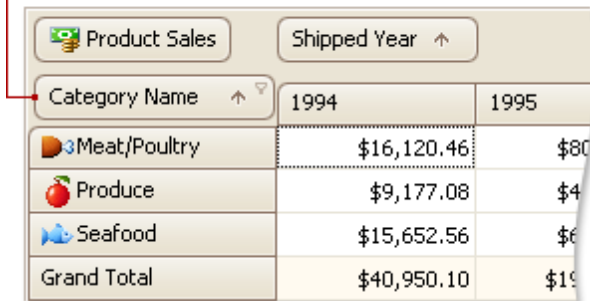 Product Sales Shipped Year
Category Name 1994 1995
Meat/Poultry $16,120.46
Produce $9,177.08
Seafood $15,652.56
Grand Total $40,950.10